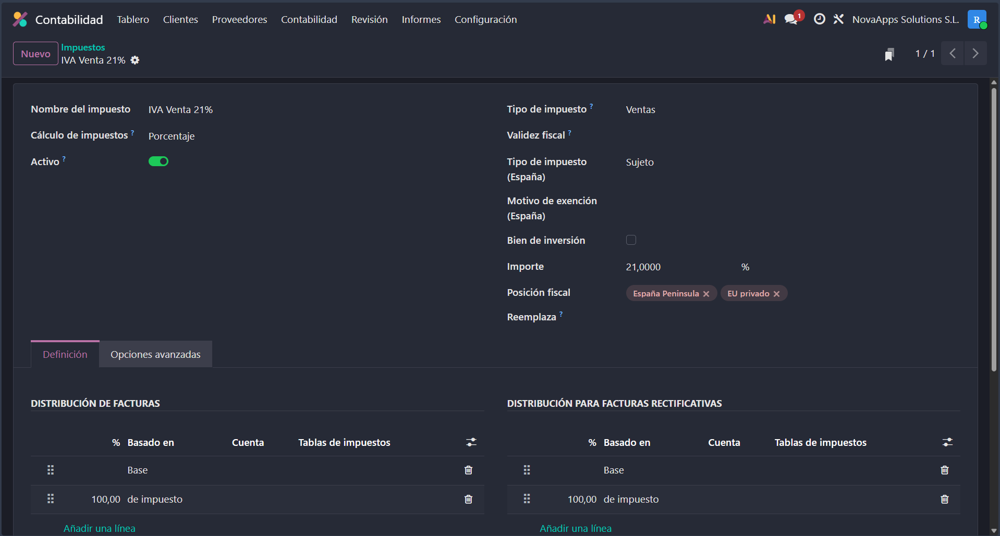 Contabilidad Tablero Clientes Proveedores Contabilidad Revisión Informes Configuración AI 1 NovaApps Solutions S.L. R
Nuevo
Impuestos
IVA Venta 21%
1 / 1
Nombre del impuesto IVA Venta 21%
Cálculo de impuestos ? Porcentaje
Activo ?
Tipo de impuesto ? Ventas
Validez fiscal ?
Tipo de impuesto Sujeto
(España)
Motivo de exención
(España)
Bien de inversión
Importe 21,0000 %
Posición fiscal España Peninsula EU privado
Reemplaza ?
Definición Opciones avanzadas
DISTRIBUCIÓN DE FACTURAS
% Basado en Cuenta Tablas de impuestos
Base
100,00 de impuesto
Añadir una línea
DISTRIBUCIÓN PARA FACTURAS RECTIFICATIVAS
% Basado en Cuenta Tablas de impuestos
Base
100,00 de impuesto
Añadir una línea